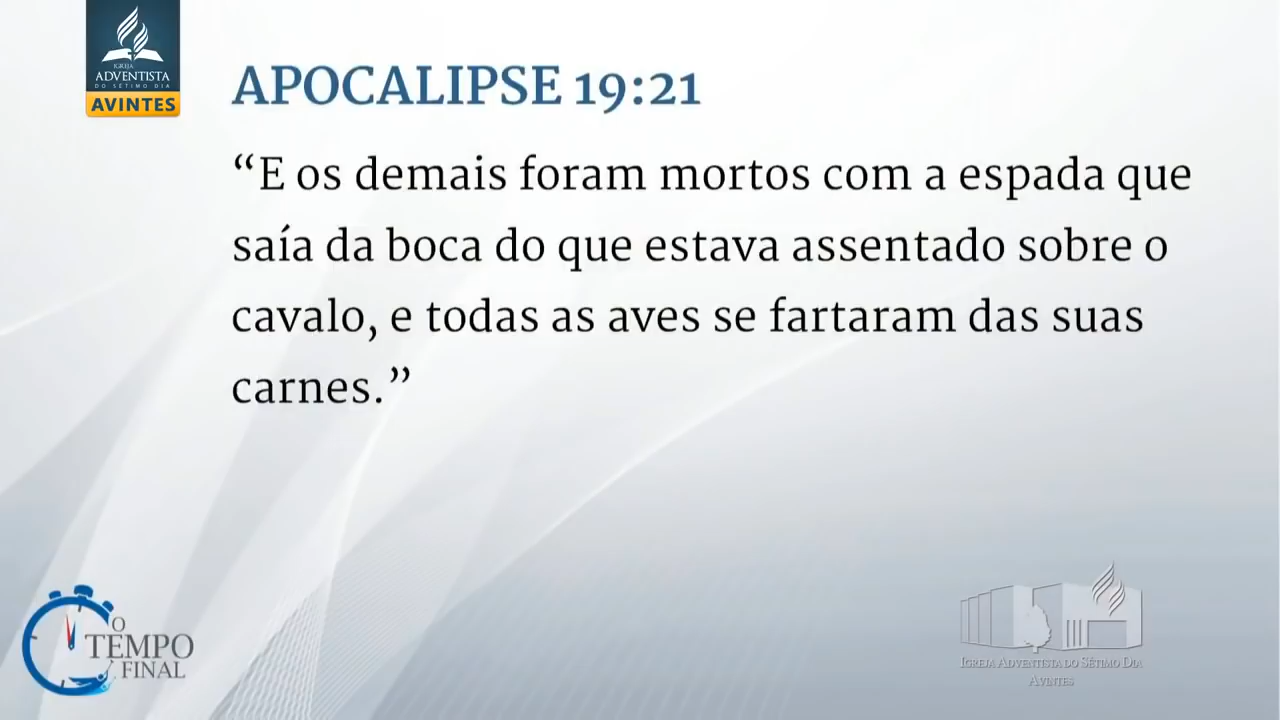 IGREJA
ADVENTISTA
DO SÉTIMO DIA
AVINTES
APOCALIPSE 19:21
“E os demais foram mortos com a espada que
saía da boca do que estava assentado sobre o
cavalo, e todas as aves se fartaram das suas
carnes.”
O
TEMPO
FINAL
IGREJA ADVENTISTA DO SÉTIMO DIA
AVINTES